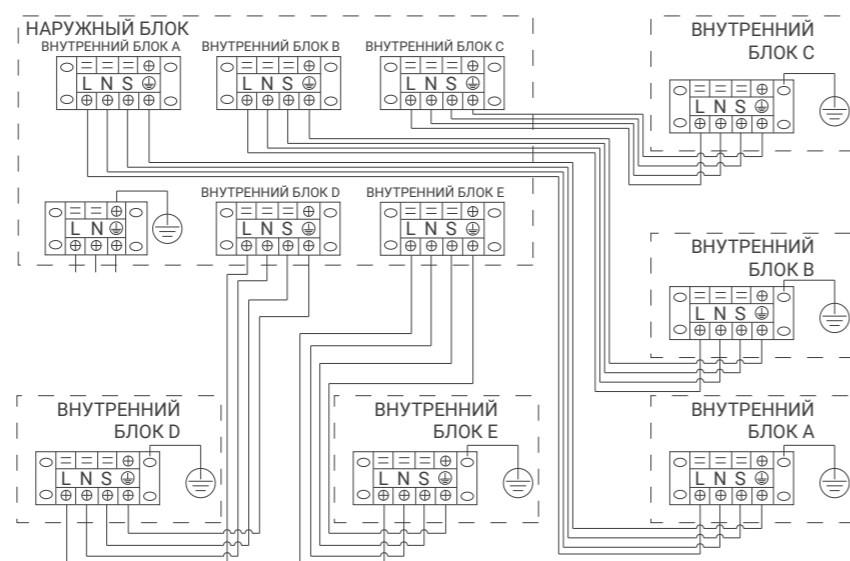 НАРУЖНЫЙ БЛОК
ВНУТРЕННИЙ БЛОК A
ВНУТРЕННИЙ БЛОК B
ВНУТРЕННИЙ БЛОК C
L N S
L N S
L N S
ВНУТРЕННИЙ
БЛОК C
L N S
ВНУТРЕННИЙ БЛОК D
ВНУТРЕННИЙ БЛОК E
L N
L N S
L N S
ВНУТРЕННИЙ
БЛОК B
L N S
ВНУТРЕННИЙ
БЛОК D
L N S
ВНУТРЕННИЙ
БЛОК E
L N S
ВНУТРЕННИЙ
БЛОК A
L N S